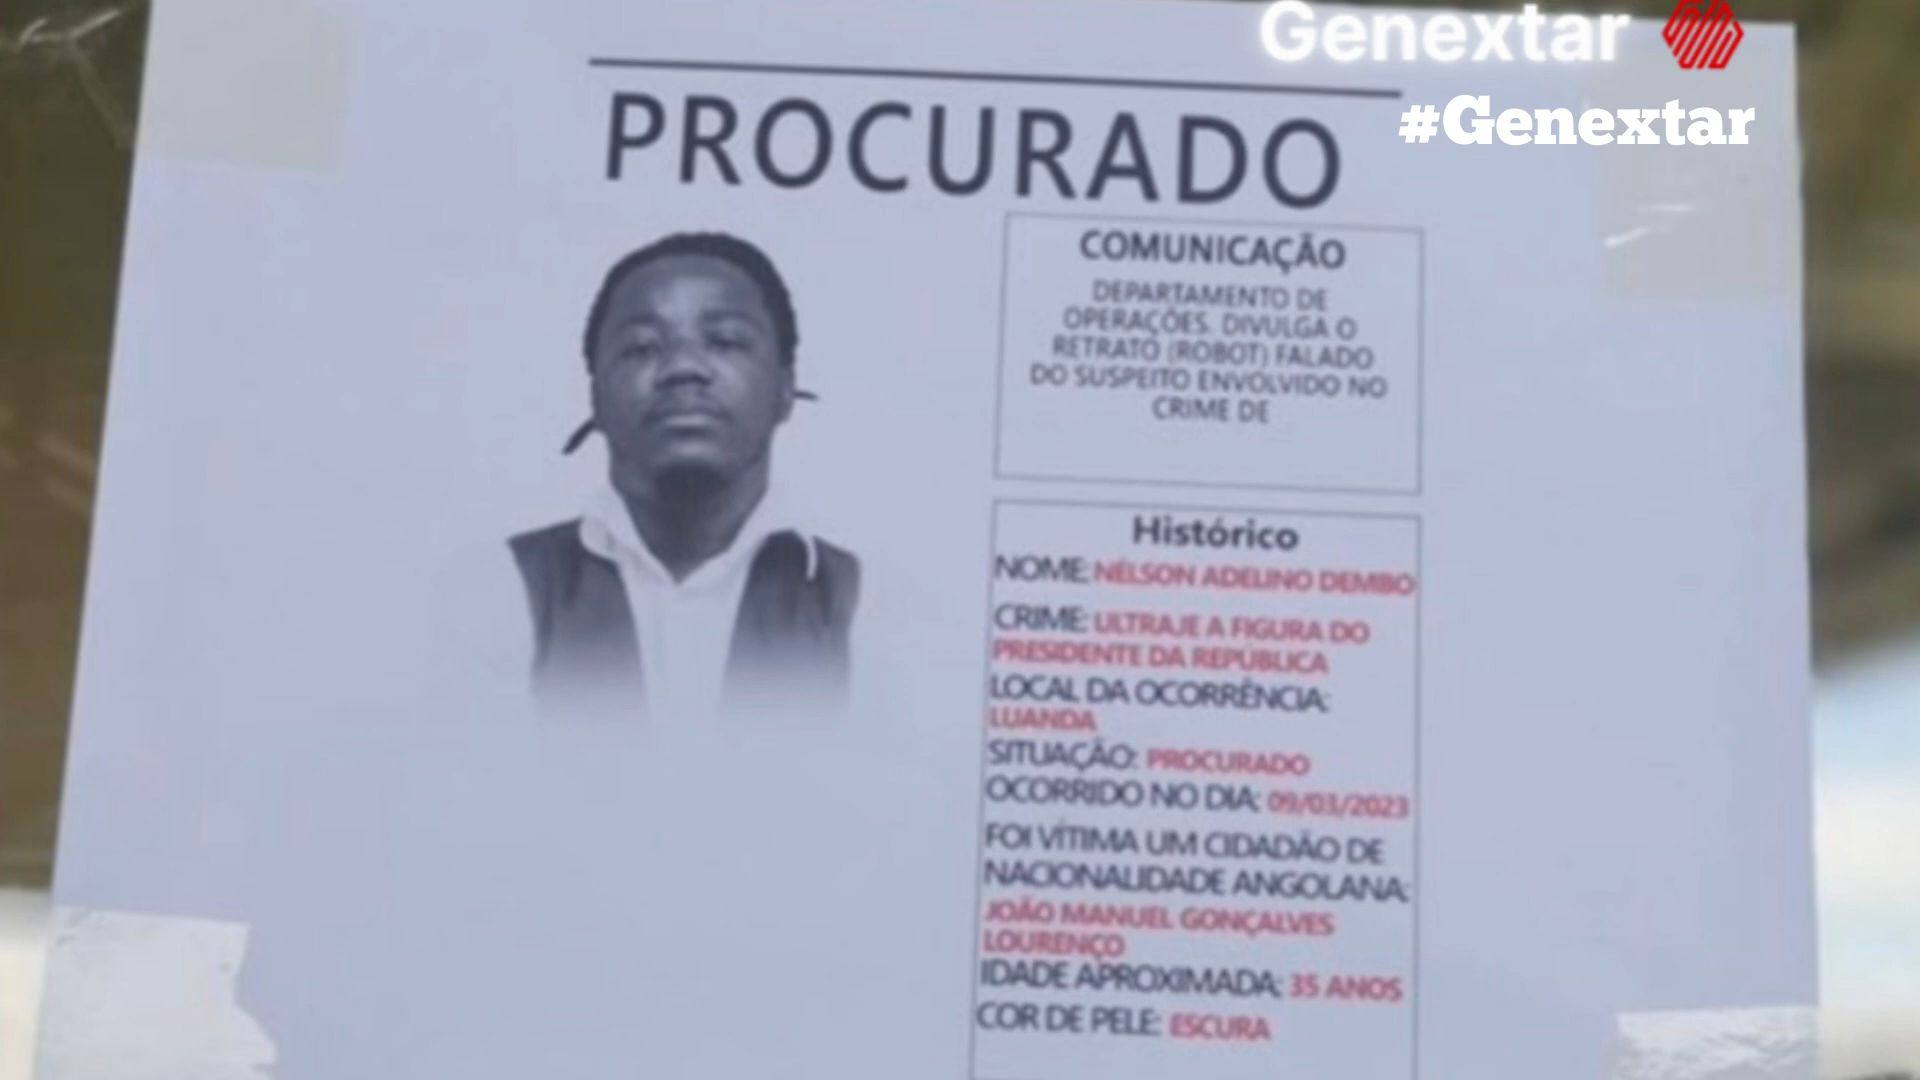 Genextar
#Genextar
PROCURADO
COMUNICAÇÃO
DEPARTAMENTO DE
OPERAÇÕES. DIVULGA O
RETRATO (ROBOT) FALADO
DO SUSPEITO ENVOLVIDO NO
CRIME DE
Histórico
NOME: NÉLSON ADELINO DEMBO
CRIME: ULTRAJE A FIGURA DO
PRESIDENTE DA REPÚBLICA
LOCAL DA OCORRÊNCIA:
LUANDA
SITUAÇÃO: PROCURADO
OCORRIDO NO DIA: 09/03/2023
FOI VÍTIMA UM CIDADÃO DE
NACIONALIDADE ANGOLANA:
JOÃO MANUEL GONÇALVES
LOURENÇO
IDADE APROXIMADA: 35 ANOS
COR DE PELE: ESCURA